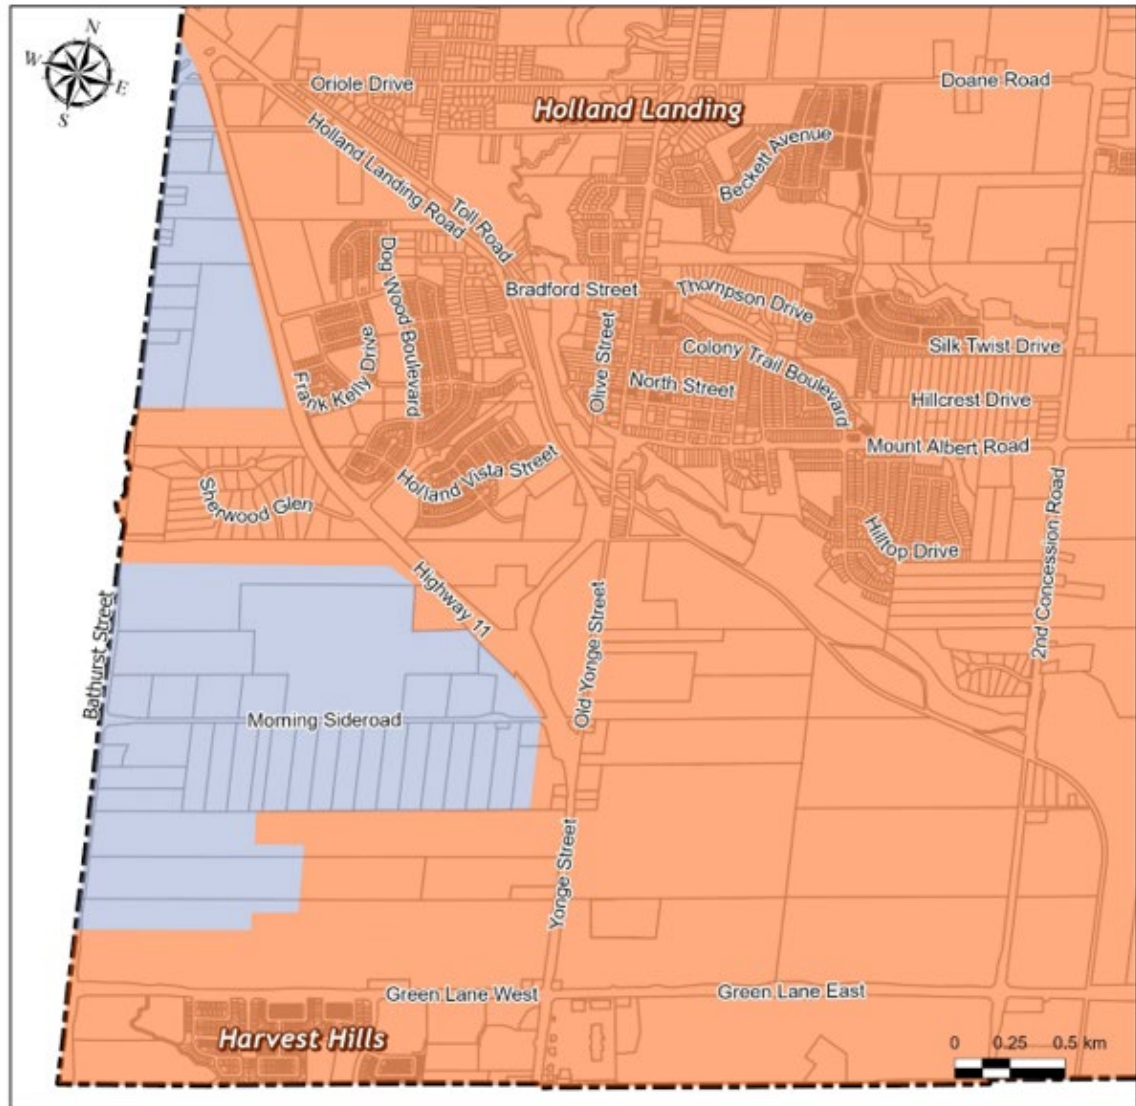 N
W
E
S
Oriole Drive
Doane Road
Holland Landing
Beckett Avenue
Holland Landing Road
Toll Road
Dog Wood Boulevard
Bradford Street
Thompson Drive
Silk Twist Drive
Colony Trail Boulevard
Frank Kelly Drive
Olive Street
North Street
Hillcrest Drive
Mount Albert Road
Holland Vista Street
Sherwood Glen
Hilltop Drive
2nd Concession Road
Highway 11
Bathurst Street
Old Yonge Street
Morning Sideroad
Yonge Street
Green Lane West
Green Lane East
Harvest Hills
0 0.25 0.5 km